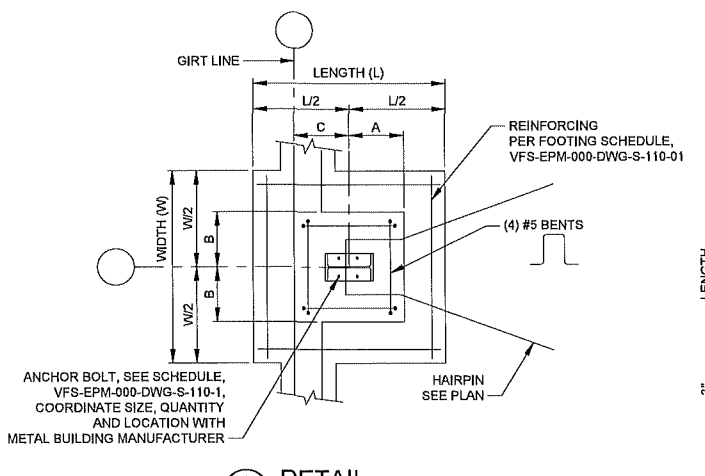 GIRT LINE
LENGTH (L)
L/2
L/2
C
A
REINFORCING
PER FOOTING SCHEDULE,
VFS-EPM-000-DWG-S-110-01
WIDTH (W)
W/2
W/2
B
B
(4) #5 BENTS
ANCHOR BOLT, SEE SCHEDULE,
VFS-EPM-000-DWG-S-110-1,
COORDINATE SIZE, QUANTITY
AND LOCATION WITH
METAL BUILDING MANUFACTURER
HAIRPIN
SEE PLAN
LENGTH
DETAIL